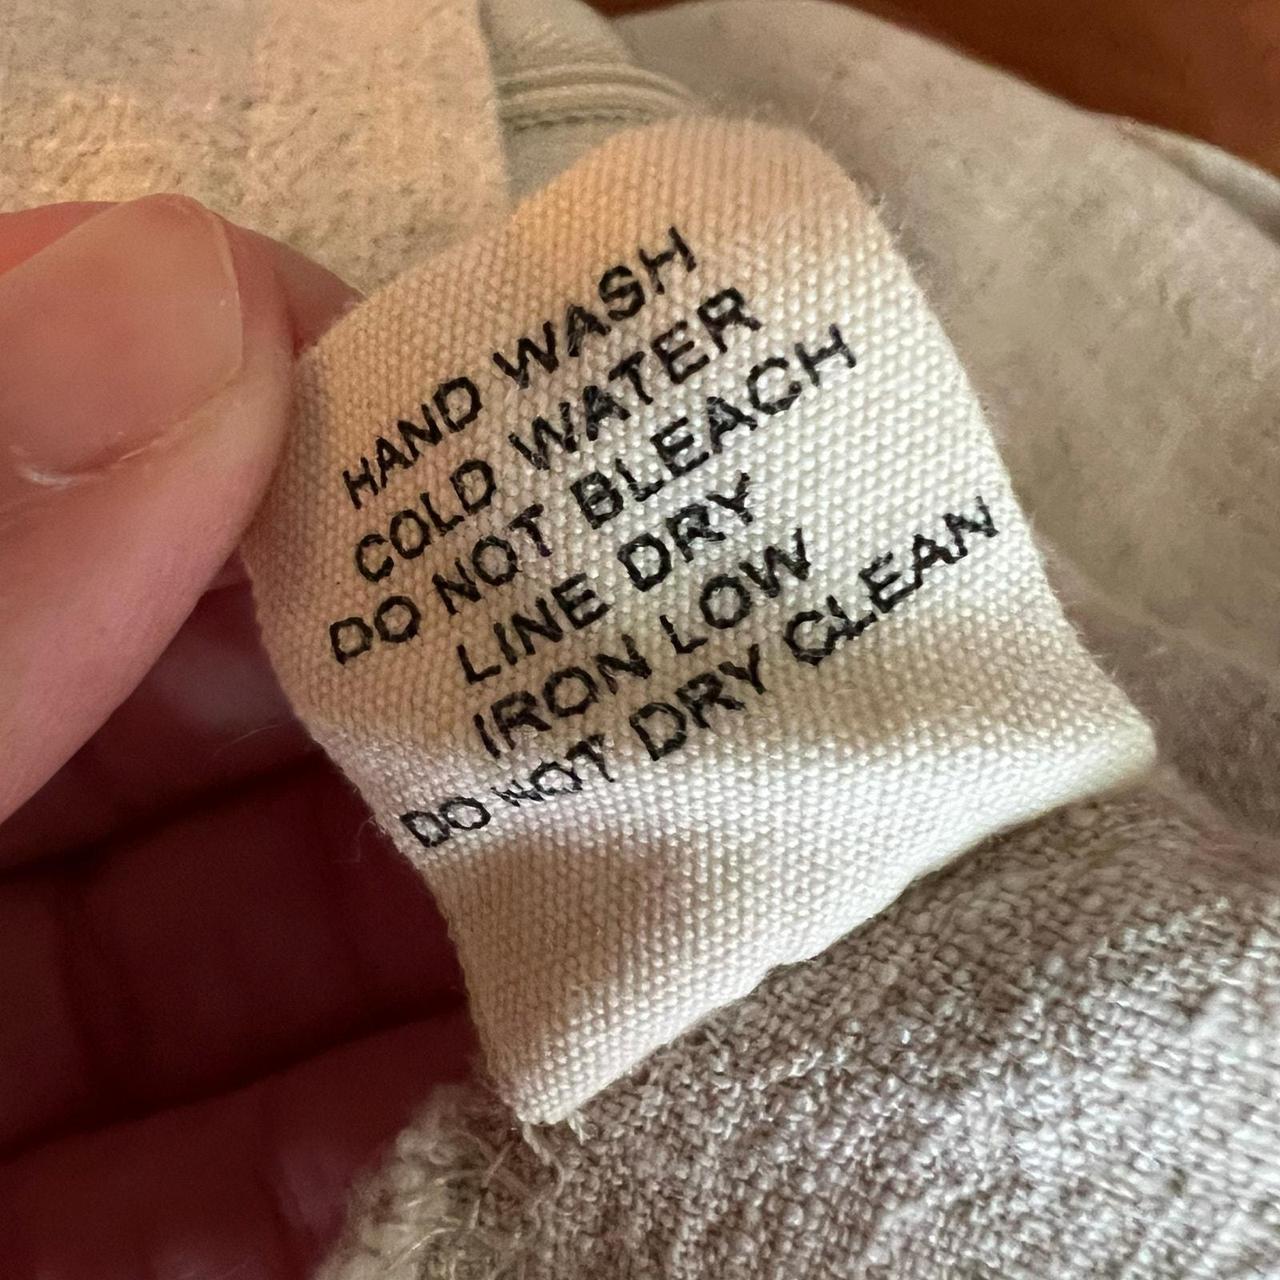 HAND WASH
COLD WATER
DO NOT BLEACH
LINE DRY
IRON LOW
DO NOT DRY CLEAN